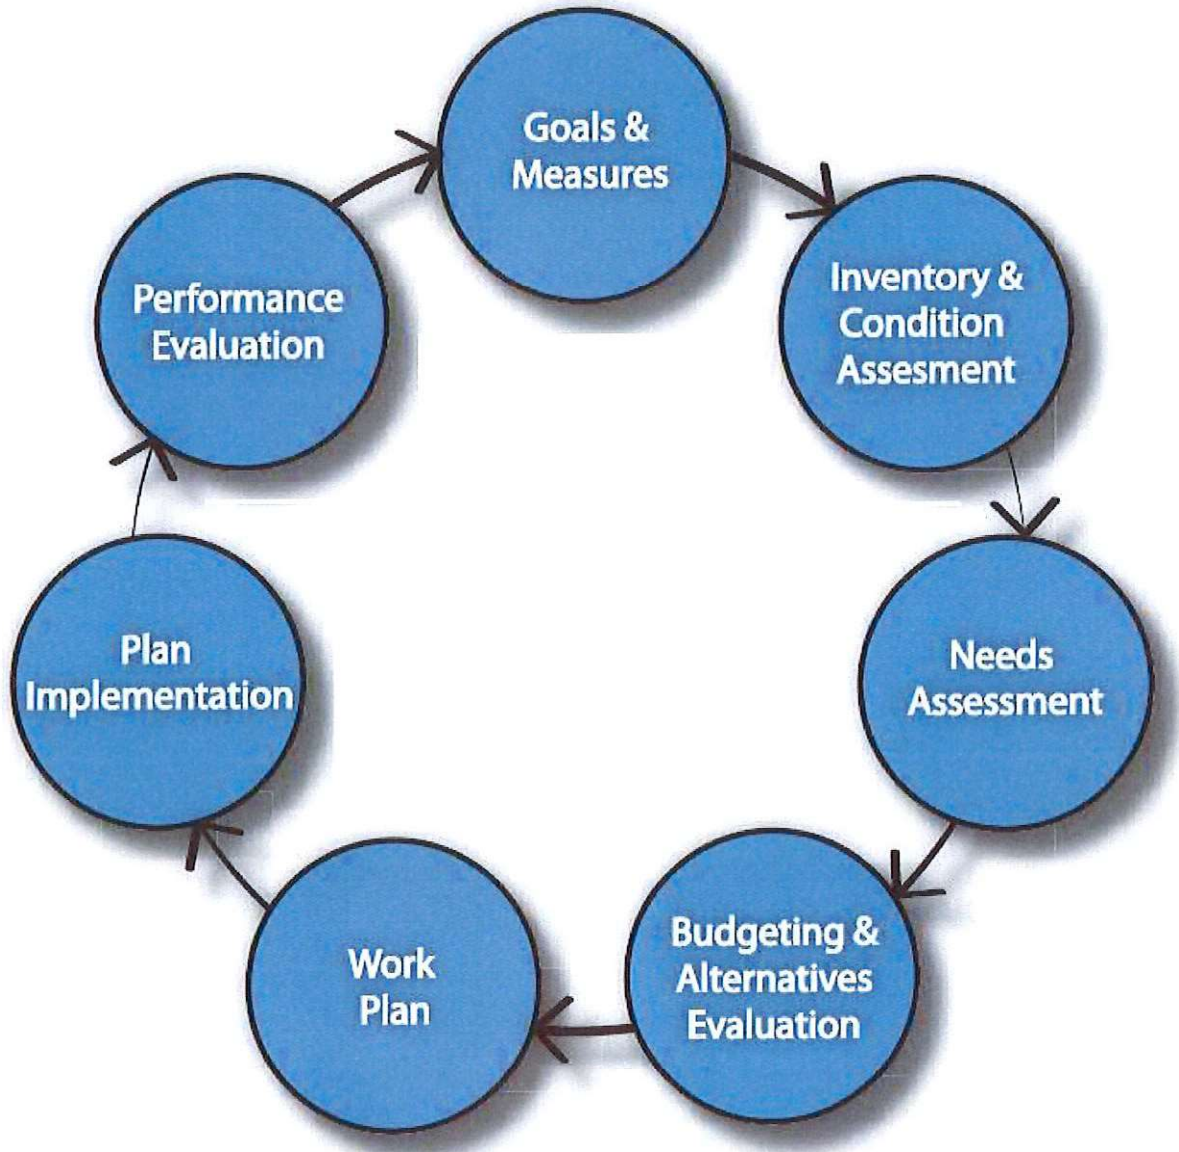 Goals &
Measures
Inventory &
Condition
Assesment
Needs
Assessment
Budgeting &
Alternatives
Evaluation
Work
Plan
Plan
Implementation
Performance
Evaluation